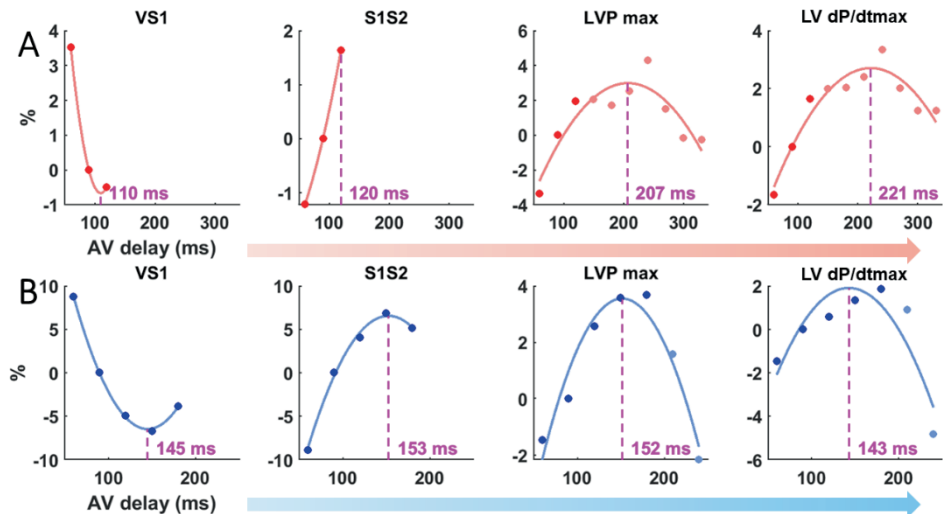 A
VS1
S1S2
LVP max
LV dP/dtmax
%
4
3
2
1
0
-1
2
1
0
-1
6
4
2
0
-2
-4
4
2
0
-2
110 ms
120 ms
207 ms
221 ms
100 200 300
100 200 300
0 100 200 300
0 100 200 300
AV delay (ms)
B
VS1
S1S2
LVP max
LV dP/dtmax
%
10
5
0
-5
-10
10
5
0
-5
-10
4
2
0
-2
4
2
0
-2
-4
-6
145 ms
153 ms
152 ms
143 ms
100 200
100 200
100 200
100 200
AV delay (ms)